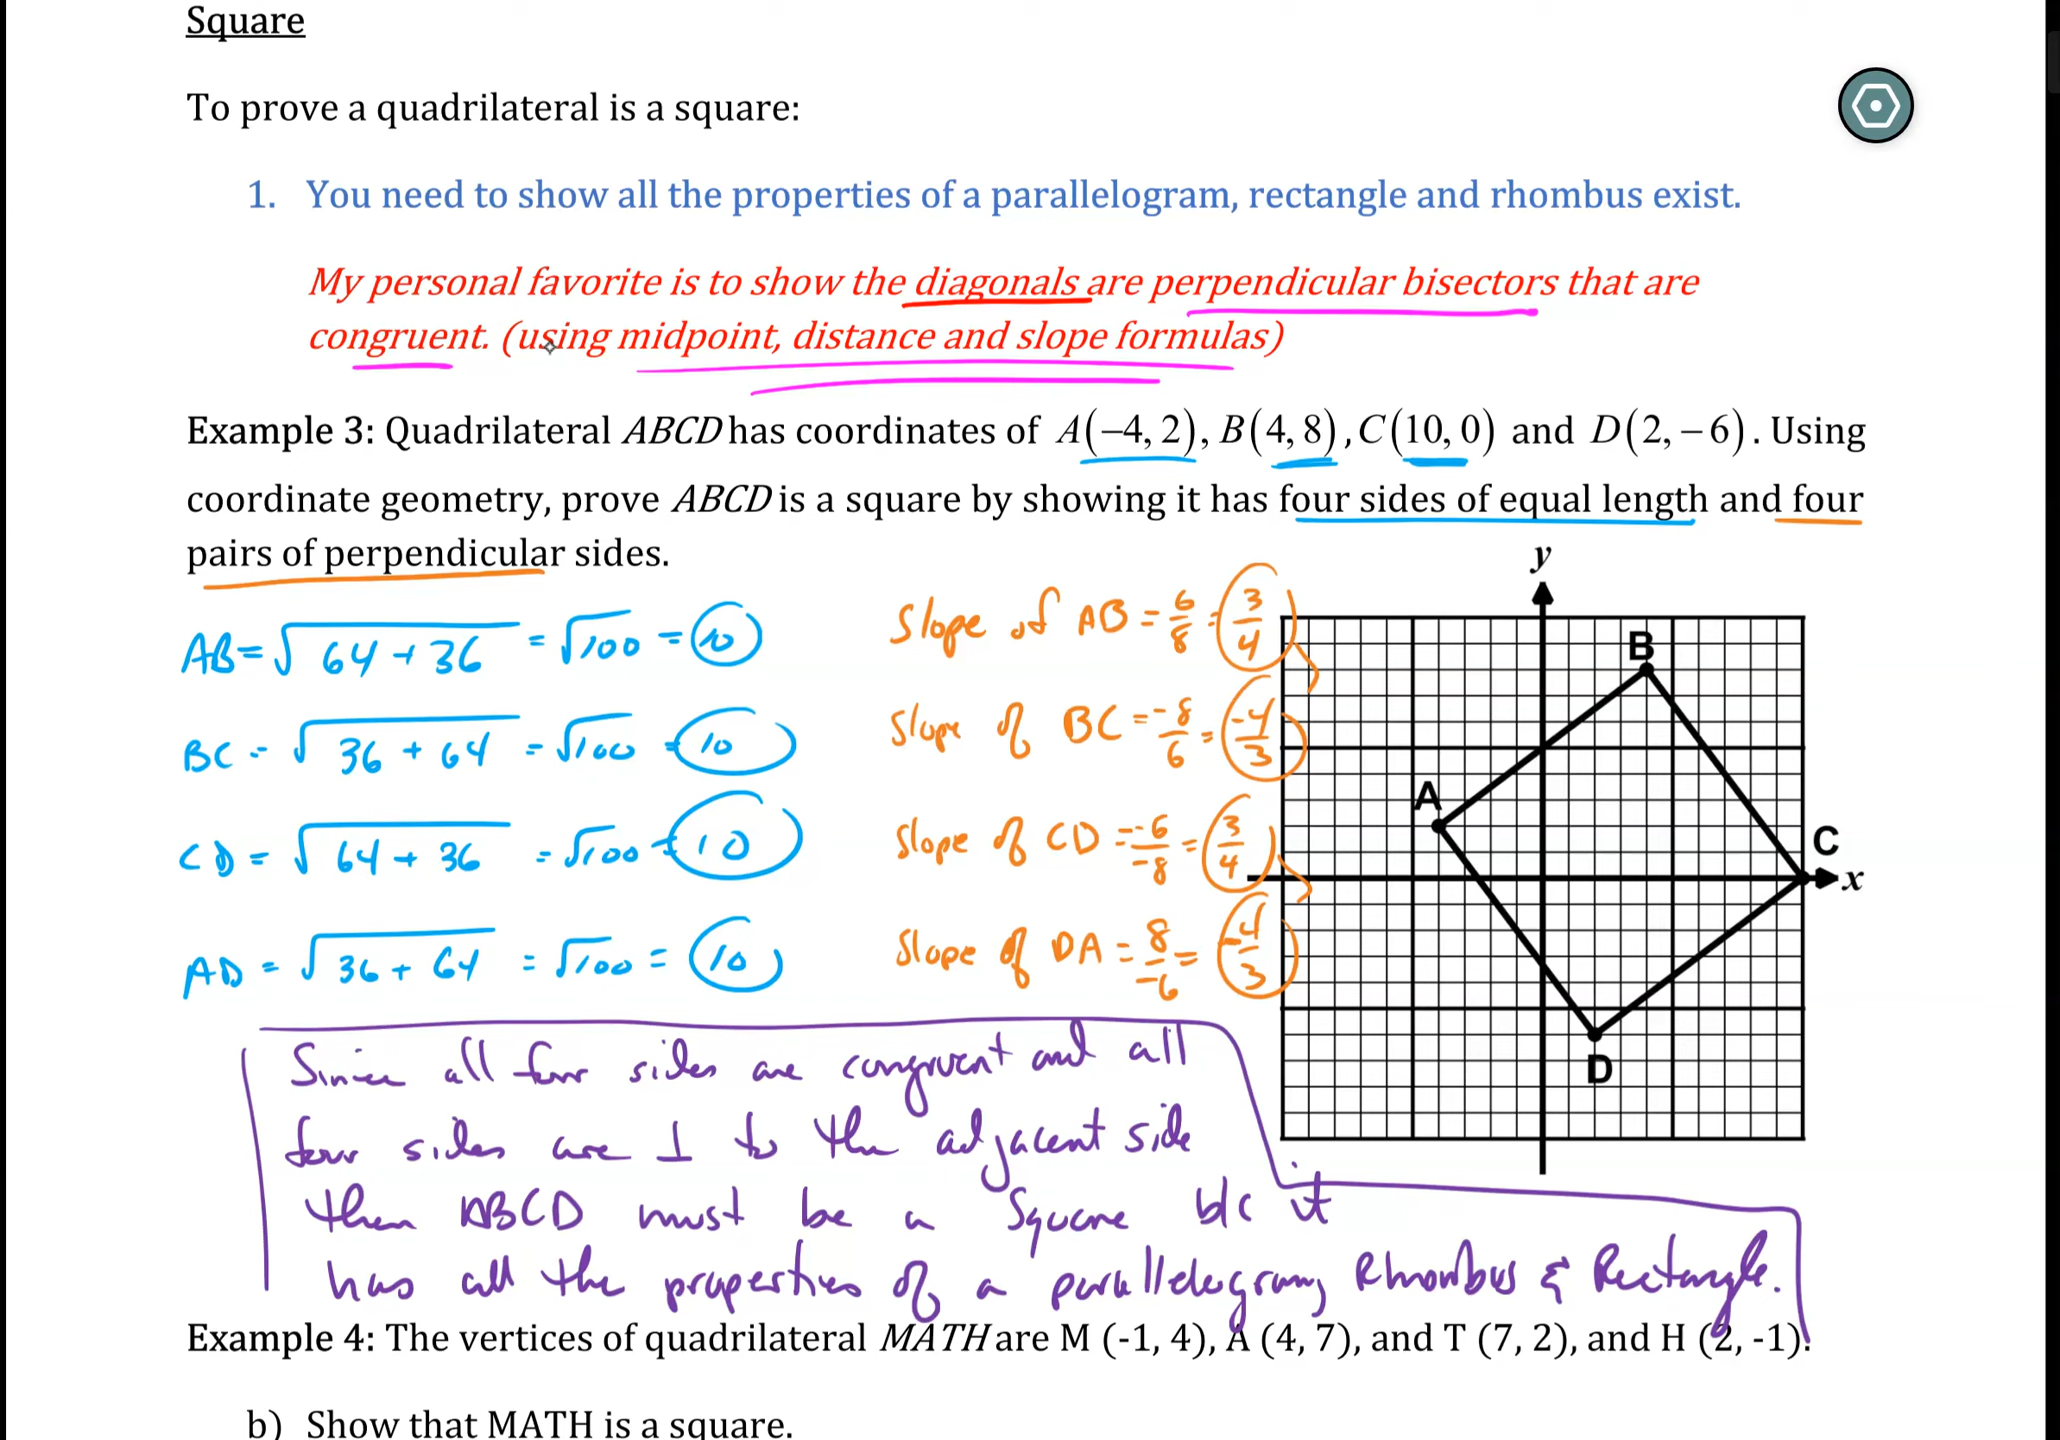 Square
To prove a quadrilateral is a square:
1. You need to show all the properties of a parallelogram, rectangle and rhombus exist.
My personal favorite is to show the diagonals are perpendicular bisectors that are
congruent. (using midpoint, distance and slope formulas)
Example 3: Quadrilateral ABCD has coordinates of A(−4, 2), B(4, 8), C(10, 0) and D(2, −6). Using
coordinate geometry, prove ABCD is a square by showing it has four sides of equal length and four
pairs of perpendicular sides.
AB = √64 + 36 = √100 = 10
BC = √36 + 64 = √100 = 10
CD = √64 + 36 = √100 = 10
AD = √36 + 64 = √100 = 10
Slope of AB = 6/8 = 3/4
Slope of BC = -8/6 = -4/3
Slope of CD = -6/-8 = 3/4
Slope of DA = 8/-6 = -4/3
y
B
A
C
x
D
Since all four sides are congruent and all
four sides are ⊥ to the adjacent side
then ABCD must be a square b/c it
has all the properties of a parallelogram, Rhombus & Rectangle.
Example 4: The vertices of quadrilateral MATH are M (-1, 4), A (4, 7), and T (7, 2), and H (2, -1).
b) Show that MATH is a square.